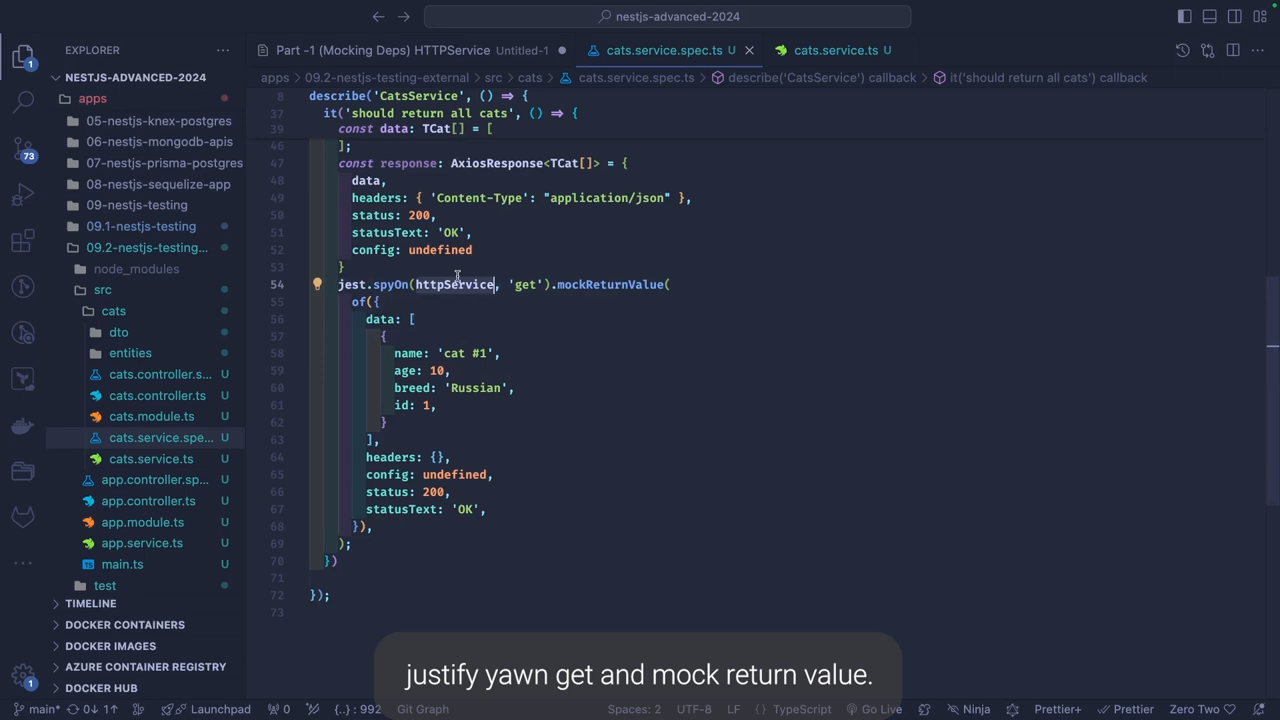 nestjs-advanced-2024
EXPLORER
Part -1 (Mocking Deps) HTTPService Untitled-1
cats.service.spec.ts U
cats.service.ts U
NESTJS-ADVANCED-2024
apps > 09.2-nestjs-testing-external > src > cats > cats.service.spec.ts > describe('CatsService') callback > it('should return all cats') callback
apps
05-nestjs-knex-postgres
06-nestjs-mongodb-apis
07-nestjs-prisma-postgres
08-nestjs-sequelize-app
09-nestjs-testing
09.1-nestjs-testing
09.2-nestjs-testing...
node_modules
src
cats
dto
entities
cats.controller.s... U
cats.controller.ts U
cats.module.ts U
cats.service.spe... U
cats.service.ts U
app.controller.sp... U
app.controller.ts U
app.module.ts U
app.service.ts U
main.ts U
test
TIMELINE
DOCKER CONTAINERS
DOCKER IMAGES
AZURE CONTAINER REGISTRY
DOCKER HUB
1
73
1
8 describe('CatsService', () => {
37 it('should return all cats', () => {
39 const data: TCat[] = [
46 ];
47 const response: AxiosResponse<TCat[]> = {
48 data,
49 headers: { 'Content-Type': "application/json" },
50 status: 200,
51 statusText: 'OK',
52 config: undefined
53 }
54 jest.spyOn(httpService, 'get').mockReturnValue(
55 of({
56 data: [
57 {
58 name: 'cat #1',
59 age: 10,
60 breed: 'Russian',
61 id: 1,
62 }
63 ],
64 headers: {},
65 config: undefined,
66 status: 200,
67 statusText: 'OK',
68 }),
69 );
70 })
71
72 });
73
justify yawn get and mock return value.
main* 0↓ 1↑ Launchpad 0 {..} : 992 Git Graph Spaces: 2 UTF-8 LF {} TypeScript Go Live Ninja Prettier+ Prettier Zero Two